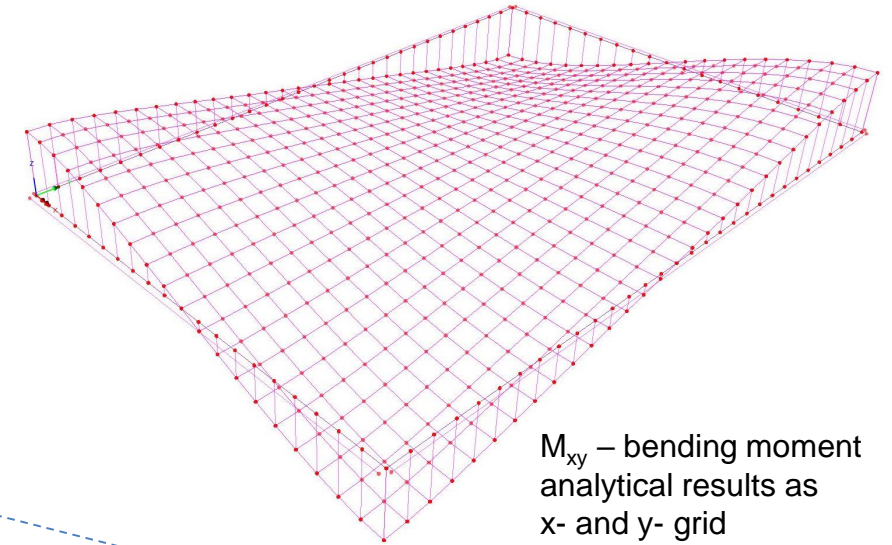 z
M_xy – bending moment
analytical results as
x- and y- grid